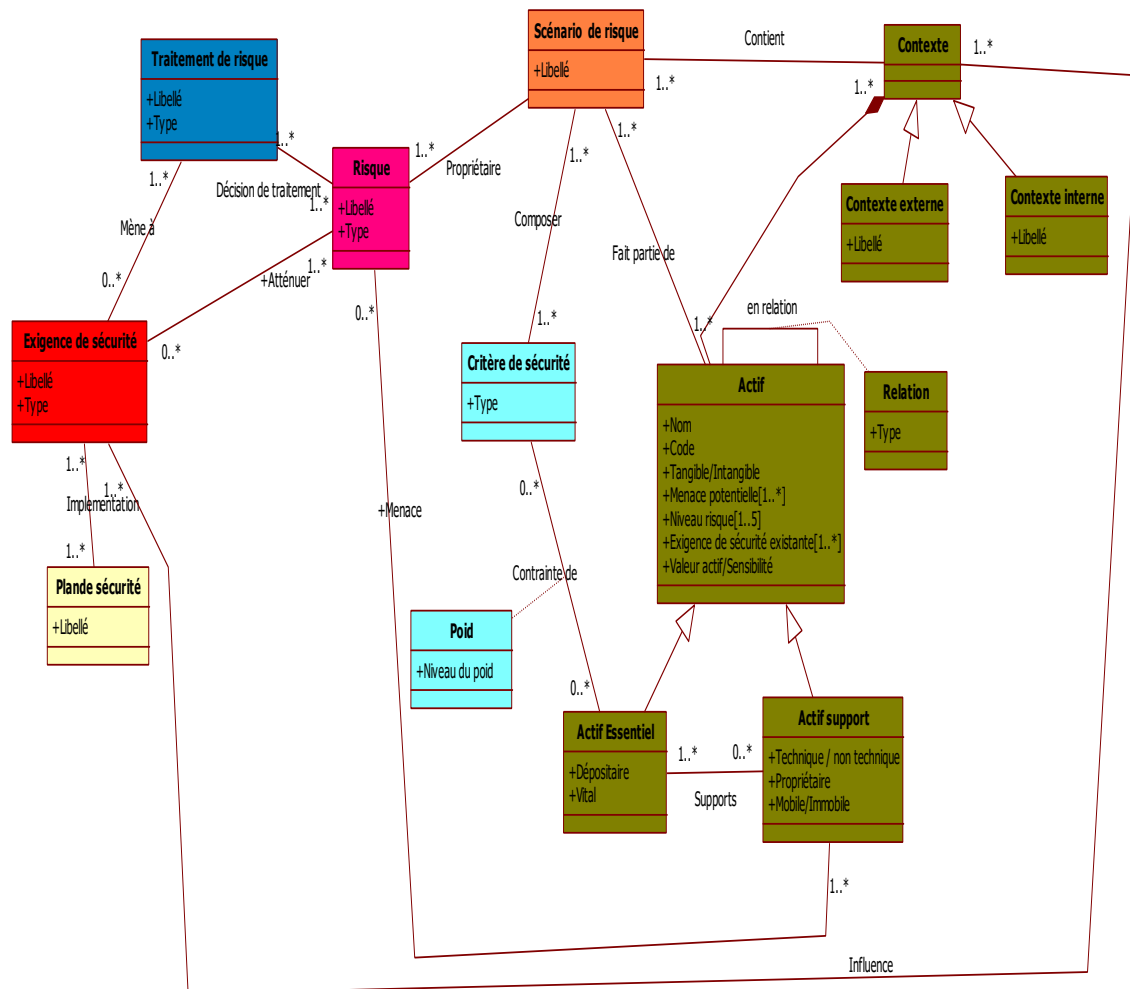 Scénario de risque
+Libellé
Contient
Contexte
1..*
1..*
1..*
1..*
Traitement de risque
+Libellé
+Type
1..*
1..*
Risque
+Libellé
+Type
1..*
Propriétaire
1..*
1..*
Décision de traitement
1..*
Contexte externe
+Libellé
Contexte interne
+Libellé
Mène à
Composer
Fait partie de
0..*
+Atténuer
1..*
0..*
1..*
1..*
en relation
Exigence de sécurité
+Libellé
+Type
0..*
Critère de sécurité
+Type
Actif
+Nom
+Code
+Tangible/Intangible
+Menace potentielle[1..*]
+Niveau risque[1..5]
+Exigence de sécurité existante[1..*]
+Valeur actif/Sensibilité
Relation
+Type
1..*
1..*
Implémentation
1..*
0..*
+Menace
Plande sécurité
+Libellé
Contrainte de
Poid
+Niveau du poid
0..*
Actif Essentiel
+Dépositaire
+Vital
1..*
0..*
Supports
Actif support
+Technique / non technique
+Propriétaire
+Mobile/Immobile
1..*
Influence